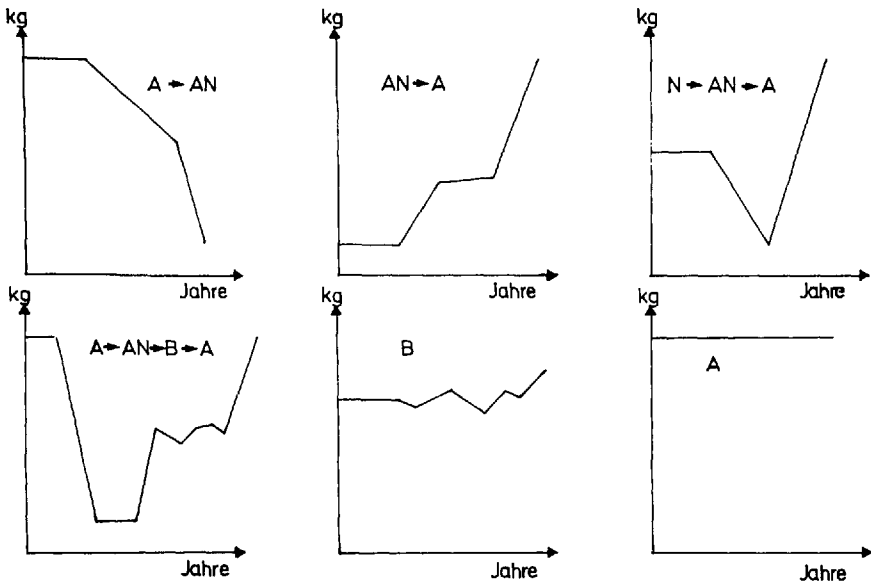 kg
A → AN
Jahre
kg
AN → A
Jahre
kg
N → AN → A
Jahre
kg
A → AN → B → A
Jahre
kg
B
Jahre
kg
A
Jahre